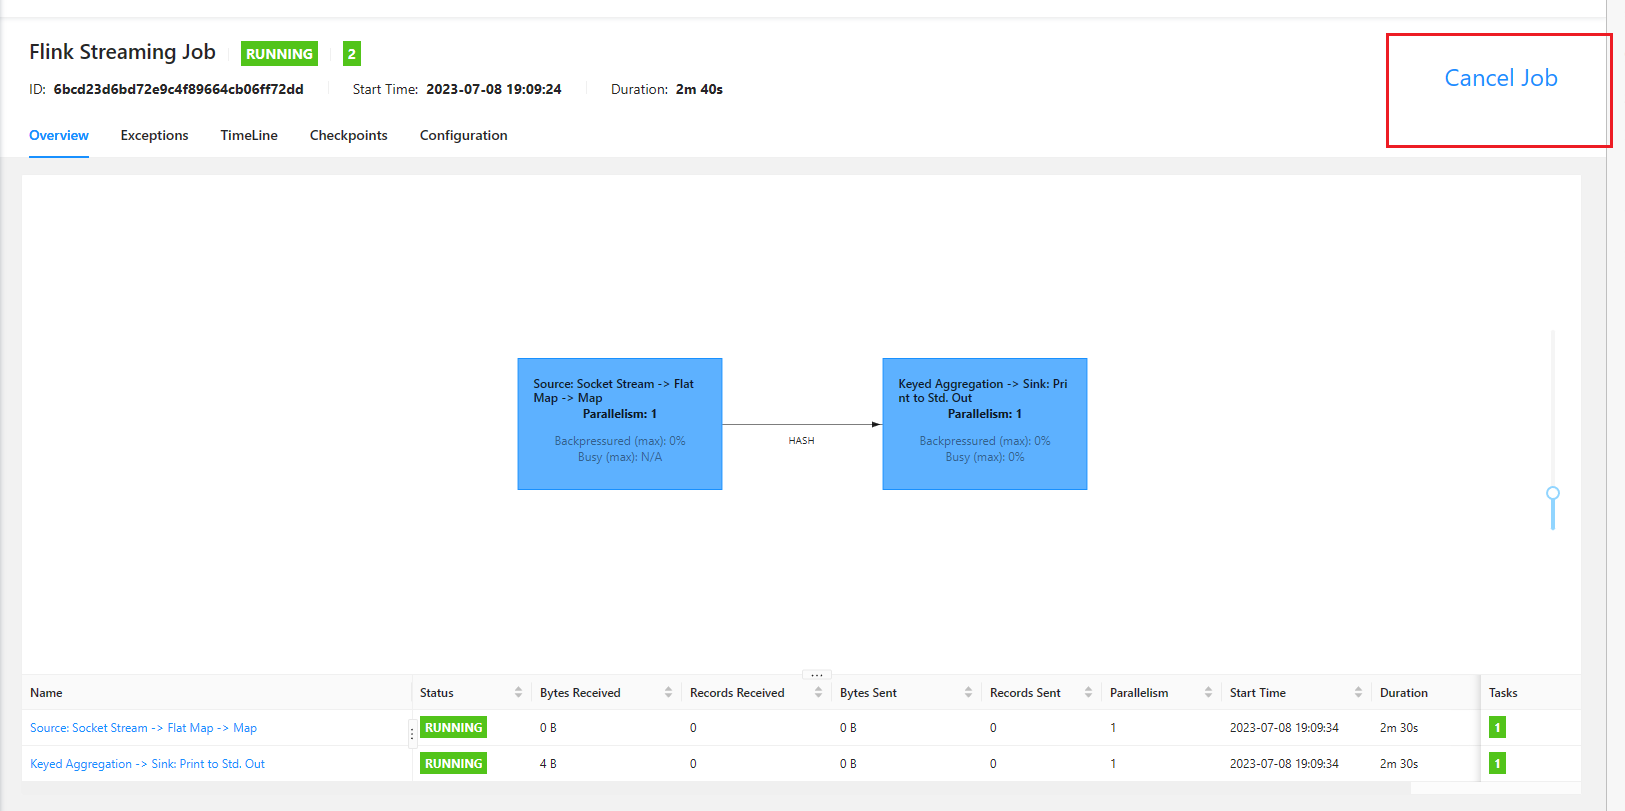 Flink Streaming Job RUNNING 2
Cancel Job
ID: 6bcd23d6bd72e9c4f89664cb06ff72dd Start Time: 2023-07-08 19:09:24 Duration: 2m 40s
Overview Exceptions TimeLine Checkpoints Configuration
Source: Socket Stream -> Flat
Map -> Map
Parallelism: 1
Backpressured (max): 0%
Busy (max): N/A
HASH
Keyed Aggregation -> Sink: Pri
nt to Std. Out
Parallelism: 1
Backpressured (max): 0%
Busy (max): 0%
Name Status Bytes Received Records Received Bytes Sent Records Sent Parallelism Start Time Duration Tasks
Source: Socket Stream -> Flat Map -> Map RUNNING 0 B 0 0 B 0 1 2023-07-08 19:09:34 2m 30s 1
Keyed Aggregation -> Sink: Print to Std. Out RUNNING 4 B 0 0 B 0 1 2023-07-08 19:09:34 2m 30s 1